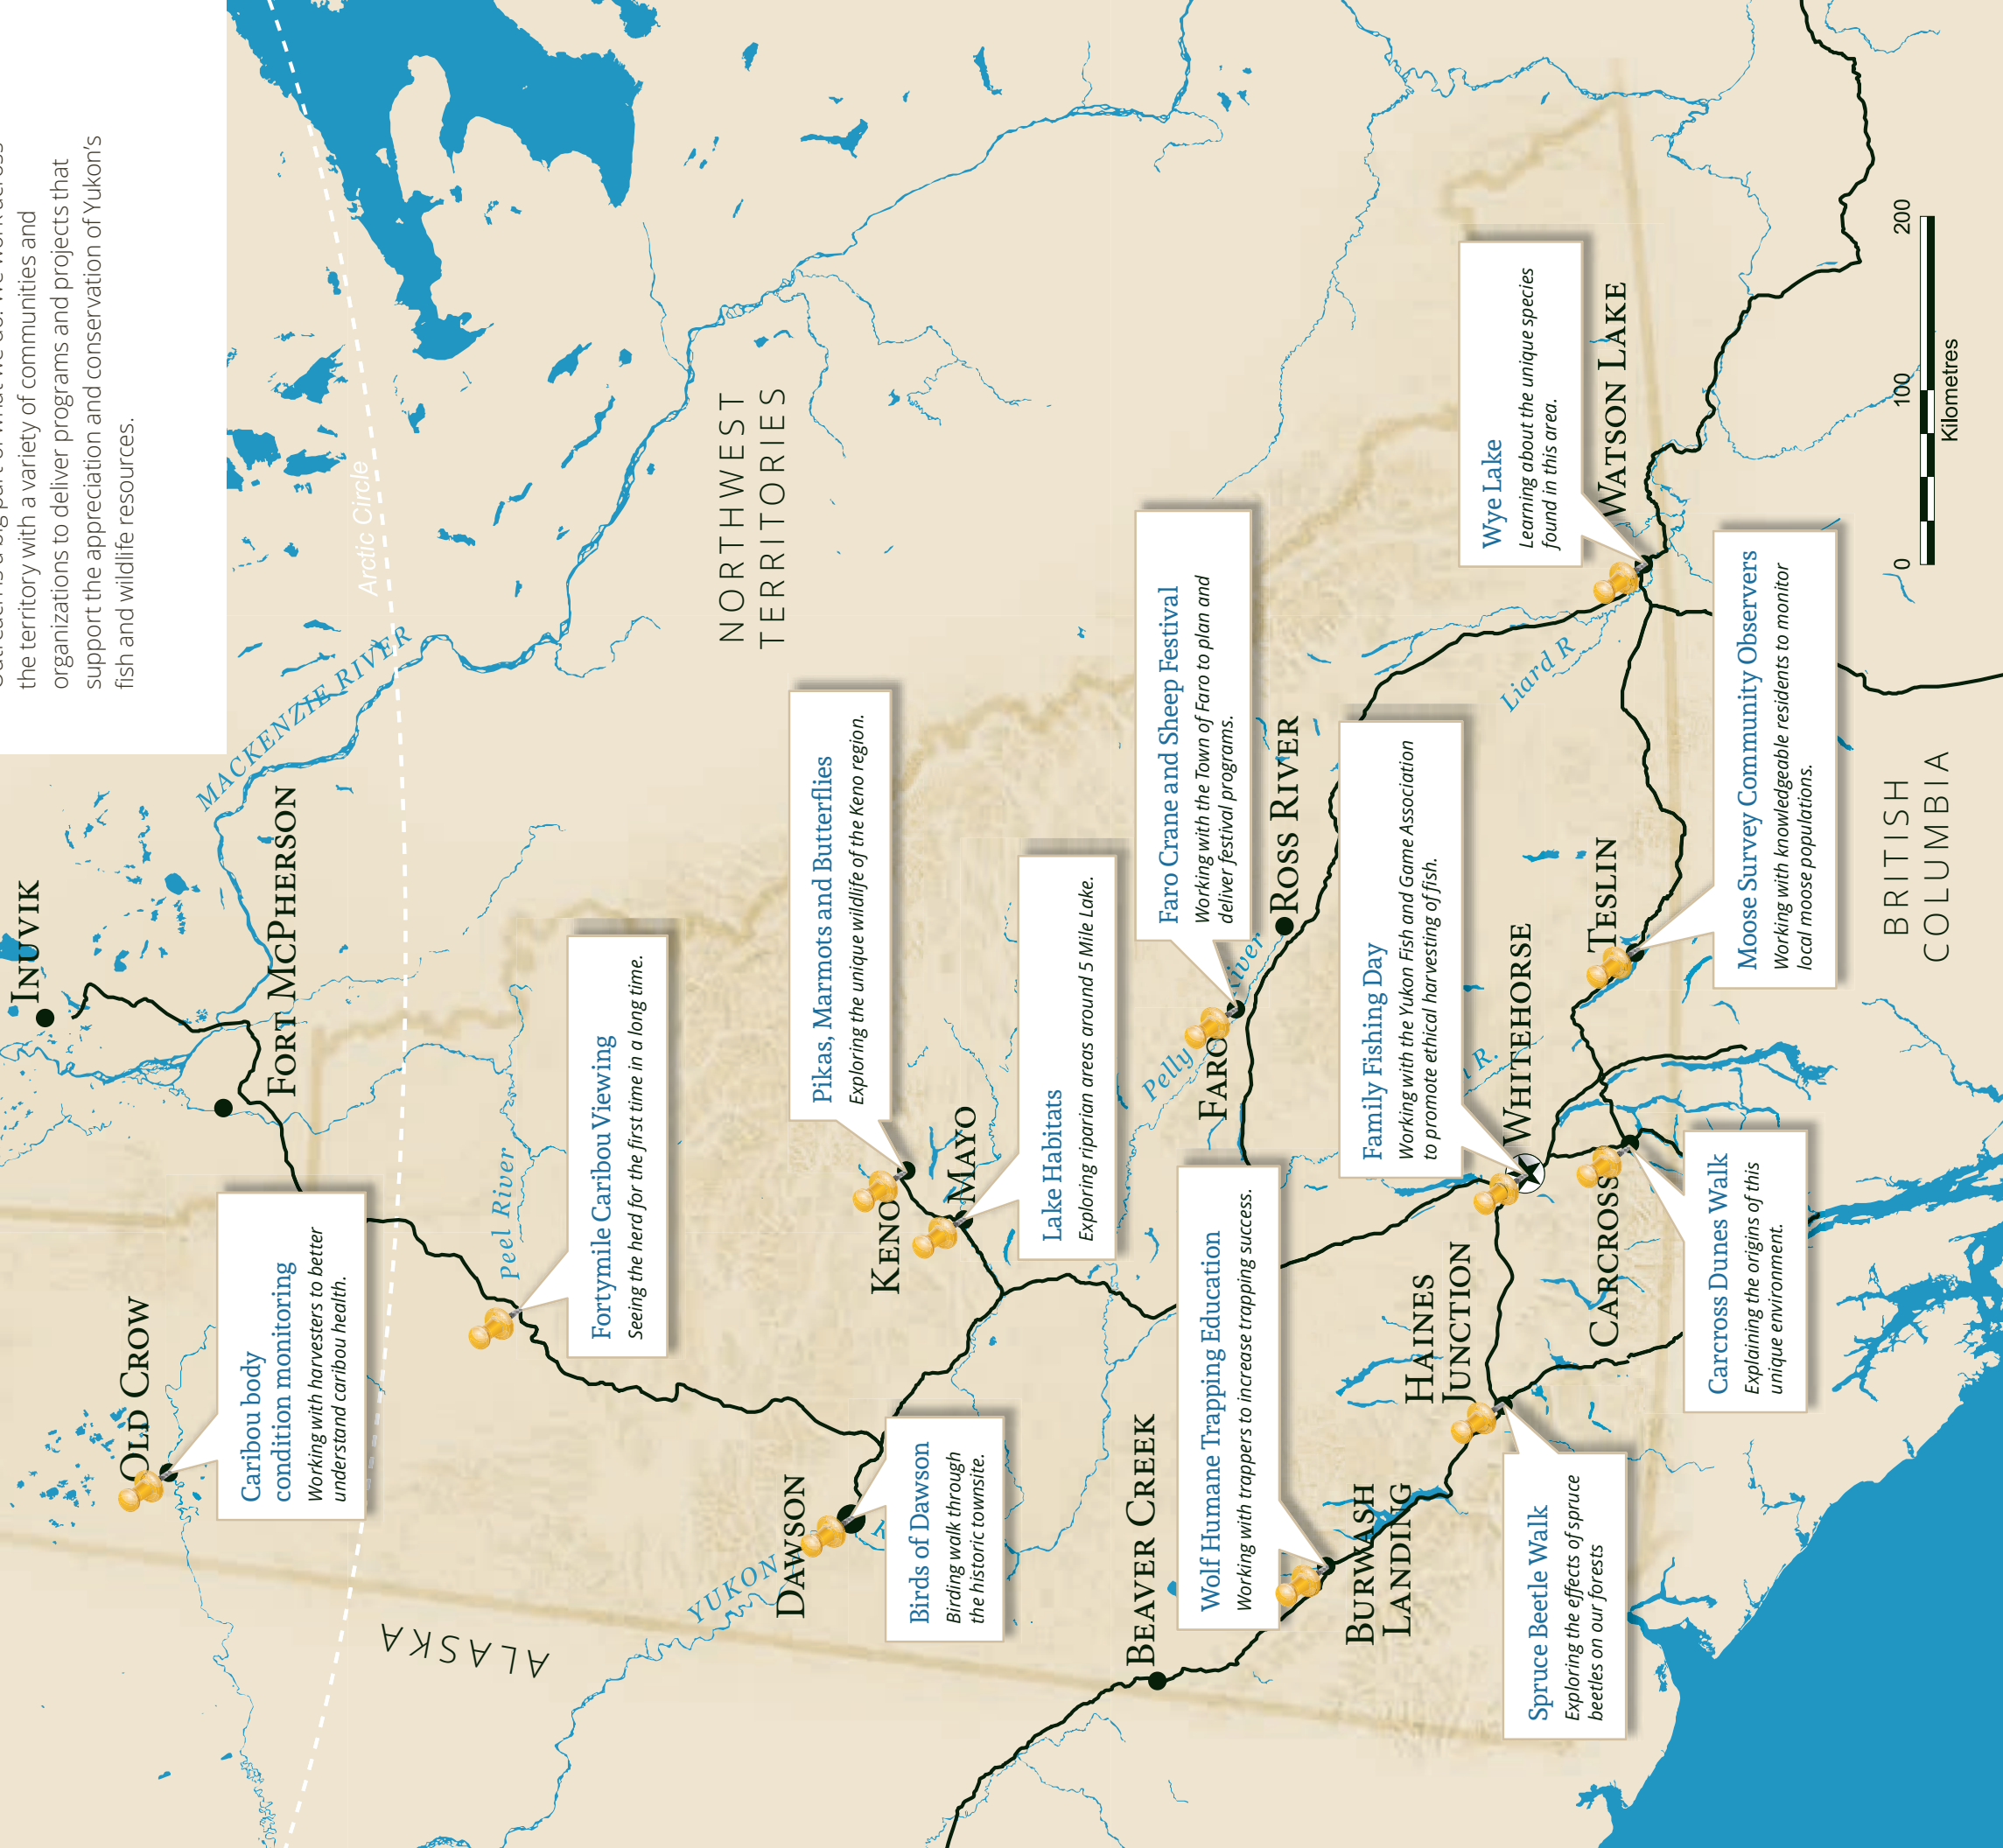 the territory with a variety of communities and
organizations to deliver programs and projects that
support the appreciation and conservation of Yukon's
fish and wildlife resources.
INUVIK
MACKENZIE RIVER
FORT MCPHERSON
Arctic Circle
OLD CROW
Caribou body
condition monitoring
Working with harvesters to better
understand caribou health.
Peel River
Fortymile Caribou Viewing
Seeing the herd for the first time in a long time.
ALASKA
NORTHWEST
TERRITORIES
YUKON
DAWSON
Birds of Dawson
Birding walk through
the historic townsite.
Pikas, Marmots and Butterflies
Exploring the unique wildlife of the Keno region.
KENO
MAYO
Lake Habitats
Exploring riparian areas around 5 Mile Lake.
BEAVER CREEK
Faro Crane and Sheep Festival
Working with the Town of Faro to plan and
deliver festival programs.
Pelly River
FARO
ROSS RIVER
Wolf Humane Trapping Education
Working with trappers to increase trapping success.
BURWASH
LANDING
Family Fishing Day
Working with the Yukon Fish and Game Association
to promote ethical harvesting of fish.
R.
WHITEHORSE
HAINES
JUNCTION
Spruce Beetle Walk
Exploring the effects of spruce
beetles on our forests
CARCROSS
Carcross Dunes Walk
Explaining the origins of this
unique environment.
TESLIN
Moose Survey Community Observers
Working with knowledgeable residents to monitor
local moose populations.
Liard R
Wye Lake
Learning about the unique species
found in this area.
WATSON LAKE
BRITISH
COLUMBIA
0 100 200
Kilometres